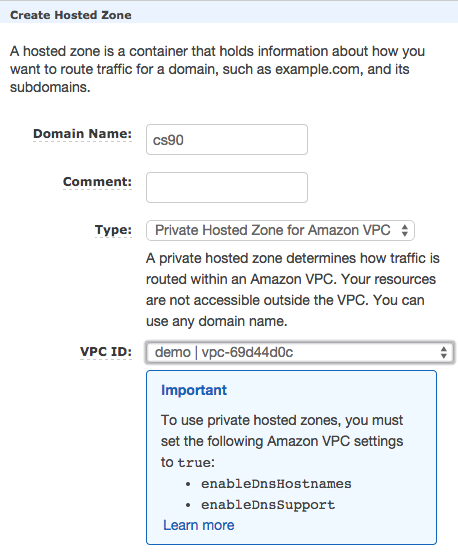 Create Hosted Zone
A hosted zone is a container that holds information about how you
want to route traffic for a domain, such as example.com, and its
subdomains.
Domain Name: cs90
Comment:
Type: Private Hosted Zone for Amazon VPC
A private hosted zone determines how traffic is
routed within an Amazon VPC. Your resources
are not accessible outside the VPC. You can
use any domain name.
VPC ID: demo | vpc-69d44d0c
Important
To use private hosted zones, you must
set the following Amazon VPC settings
to true:
• enableDnsHostnames
• enableDnsSupport
Learn more